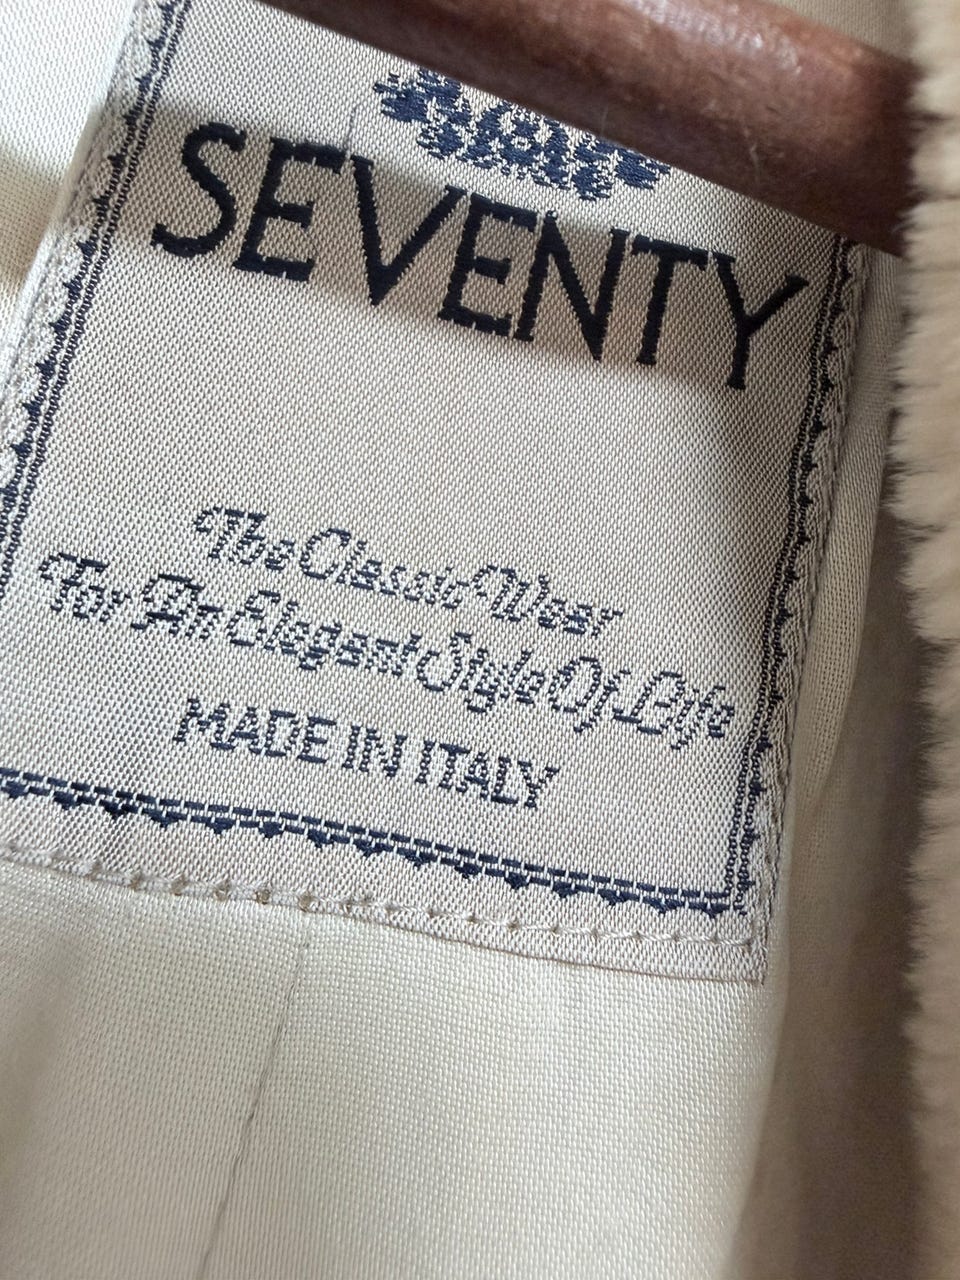 SEVENTY
The Classic Wear
For An Elegant Style Of Life
MADE IN ITALY